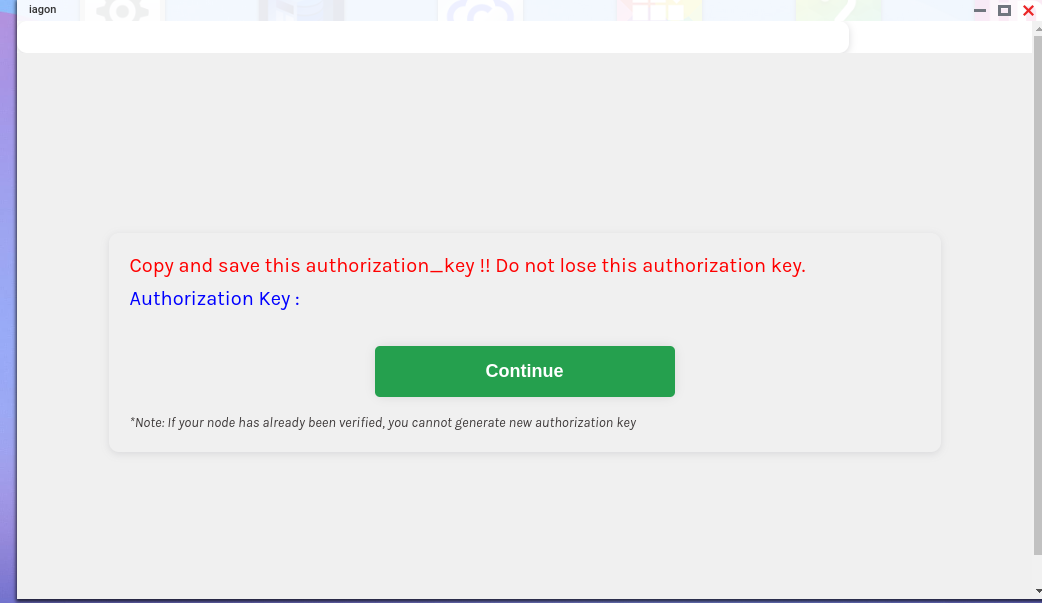 iagon
Copy and save this authorization_key !! Do not lose this authorization key.
Authorization Key :
Continue
*Note: If your node has already been verified, you cannot generate new authorization key